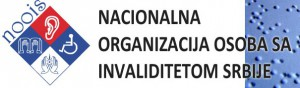 noois
NACIONALNA
ORGANIZACIJA OSOBA SA
INVALIDITETOM SRBIJE